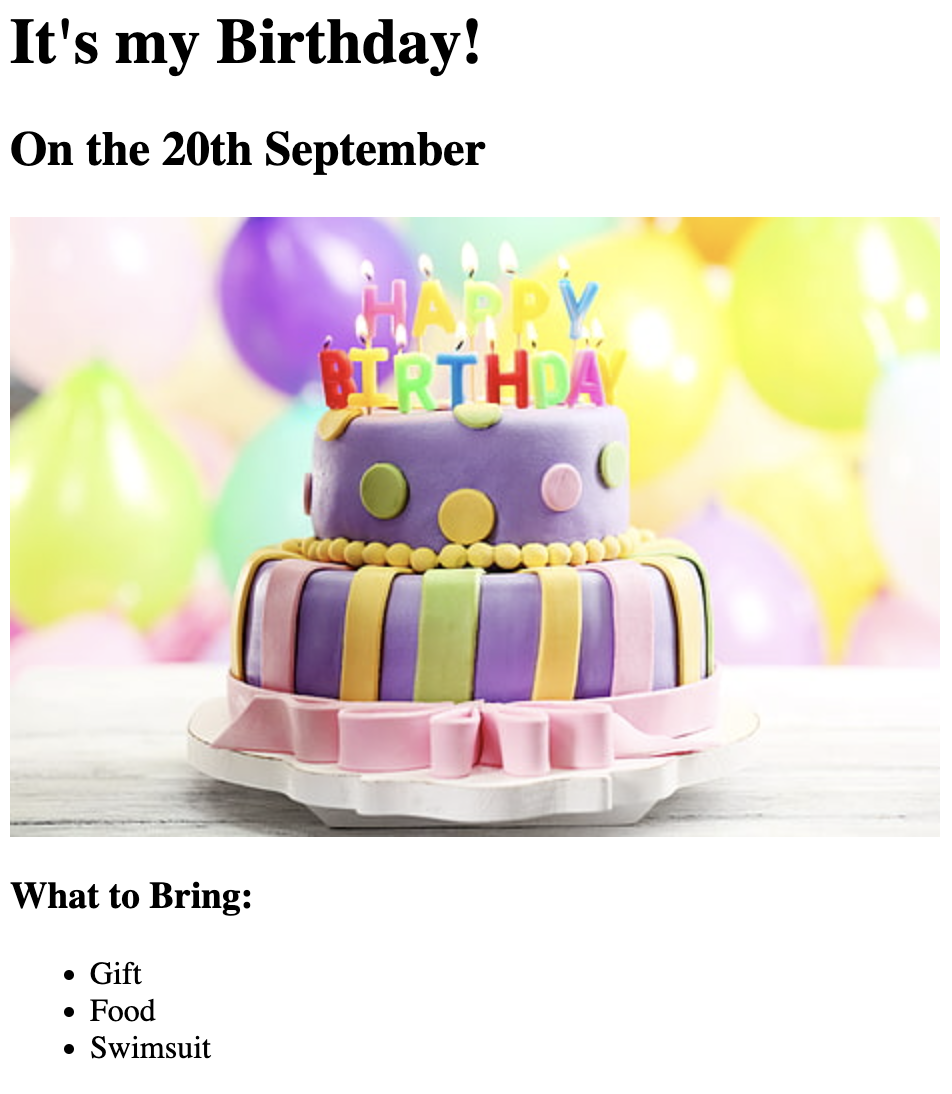 It's my Birthday!
On the 20th September
HAPPY
BIRTHDAY
What to Bring:
Gift
Food
Swimsuit